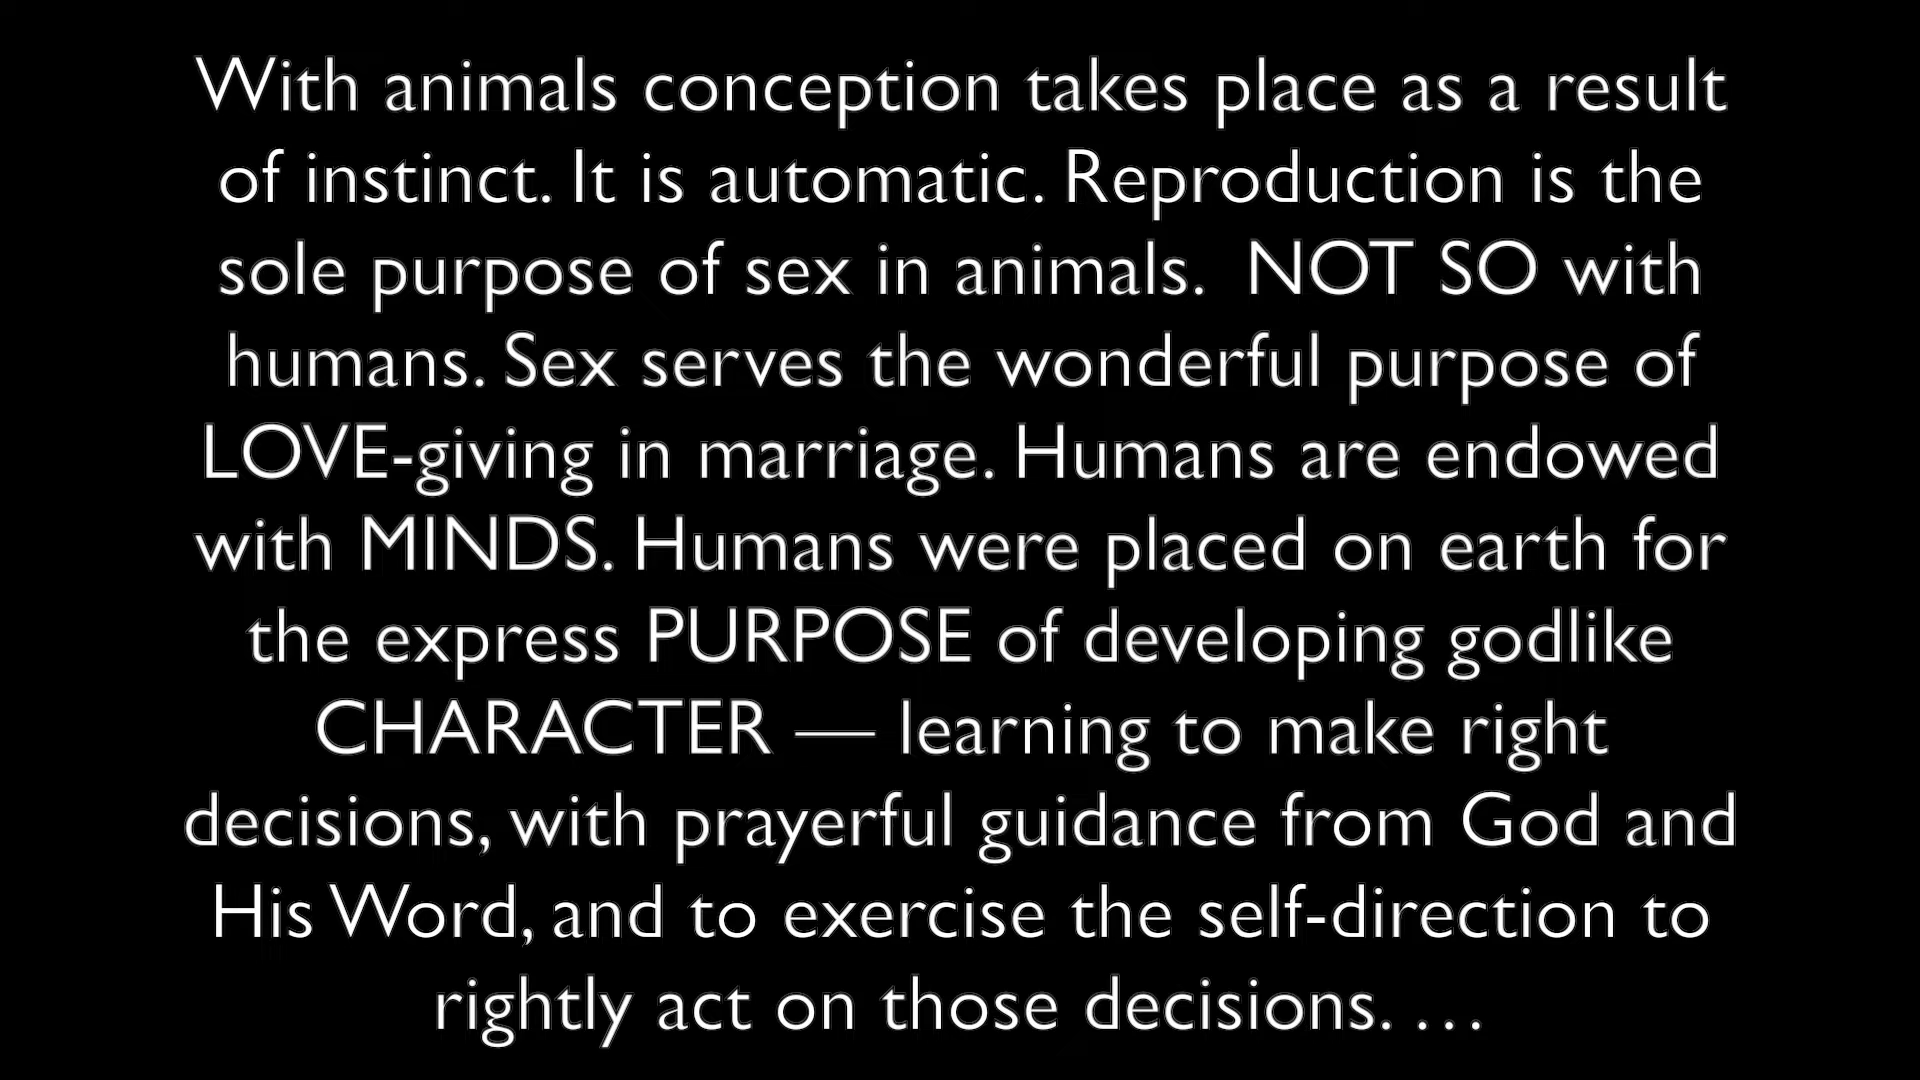 With animals conception takes place as a result
of instinct. It is automatic. Reproduction is the
sole purpose of sex in animals.  NOT SO with
humans. Sex serves the wonderful purpose of
LOVE-giving in marriage. Humans are endowed
with MINDS. Humans were placed on earth for
the express PURPOSE of developing godlike
CHARACTER — learning to make right
decisions, with prayerful guidance from God and
His Word, and to exercise the self-direction to
rightly act on those decisions. …